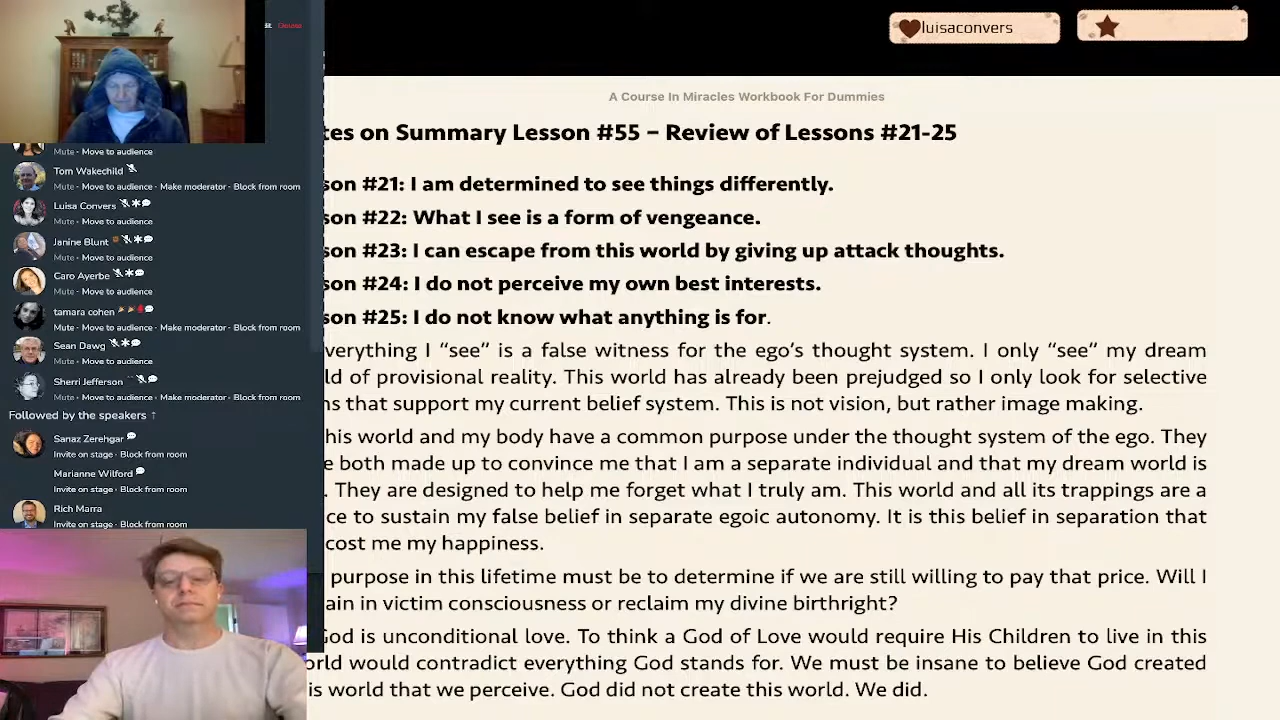 luisaconvers
Mute • Move to audience
Tom Wakechild
Mute • Move to audience • Make moderator • Block from room
Luisa Convers
Mute • Move to audience
Janine Blunt
Mute • Move to audience
Caro Ayerbe
Mute • Move to audience
tamara cohen
Mute • Move to audience • Make moderator • Block from room
Sean Dawg
Mute • Move to audience
Sherri Jefferson
Mute • Move to audience • Make moderator • Block from room
Followed by the speakers ↑
Sanaz Zerehgar
Invite on stage • Block from room
Marianne Wilford
Invite on stage • Block from room
Rich Marra
Invite on stage • Block from room
A Course In Miracles Workbook For Dummies
tes on Summary Lesson #55 – Review of Lessons #21-25
son #21: I am determined to see things differently.
son #22: What I see is a form of vengeance.
son #23: I can escape from this world by giving up attack thoughts.
son #24: I do not perceive my own best interests.
son #25: I do not know what anything is for.
verything I “see” is a false witness for the ego’s thought system. I only “see” my dream
ld of provisional reality. This world has already been prejudged so I only look for selective
ns that support my current belief system. This is not vision, but rather image making.
his world and my body have a common purpose under the thought system of the ego. They
e both made up to convince me that I am a separate individual and that my dream world is
. They are designed to help me forget what I truly am. This world and all its trappings are a
ce to sustain my false belief in separate egoic autonomy. It is this belief in separation that
cost me my happiness.
purpose in this lifetime must be to determine if we are still willing to pay that price. Will I
ain in victim consciousness or reclaim my divine birthright?
God is unconditional love. To think a God of Love would require His Children to live in this
orld would contradict everything God stands for. We must be insane to believe God created
is world that we perceive. God did not create this world. We did.